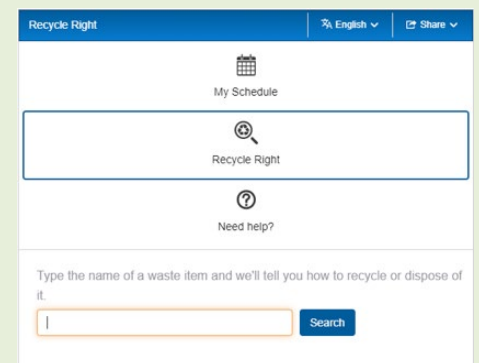 Recycle Right English Share
My Schedule
Recycle Right
Need help?
Type the name of a waste item and we'll tell you how to recycle or dispose of
it.
Search